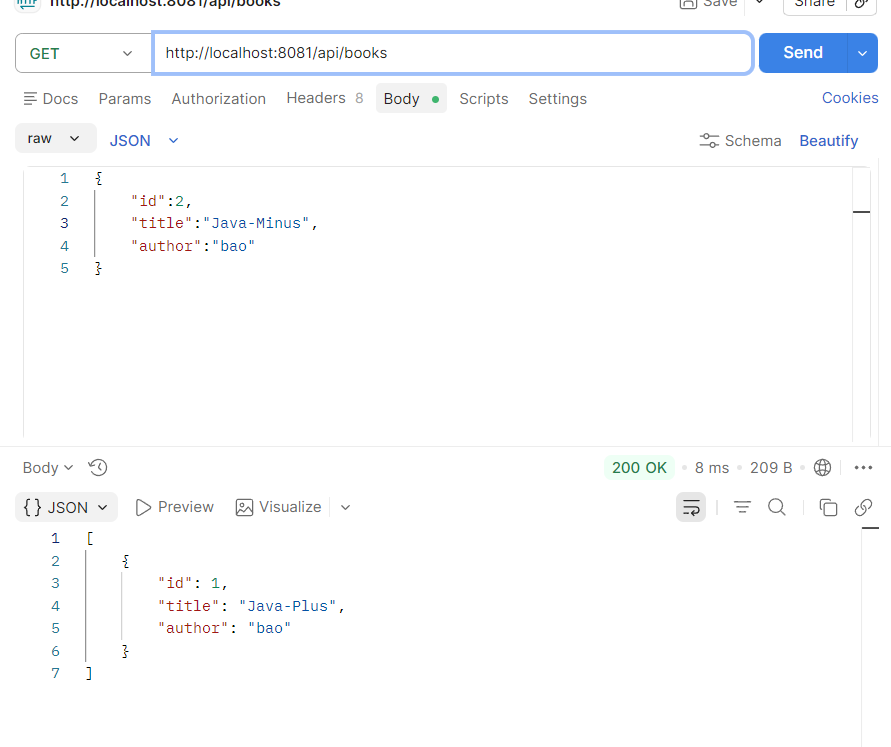 HTTP http://localhost:8081/api/books Save Share
GET http://localhost:8081/api/books Send
Docs Params Authorization Headers 8 Body Scripts Settings Cookies
raw JSON Schema Beautify
1 {
2 "id":2,
3 "title":"Java-Minus",
4 "author":"bao"
5 }
Body 200 OK 8 ms 209 B
{} JSON Preview Visualize
1 [
2 {
3 "id": 1,
4 "title": "Java-Plus",
5 "author": "bao"
6 }
7 ]